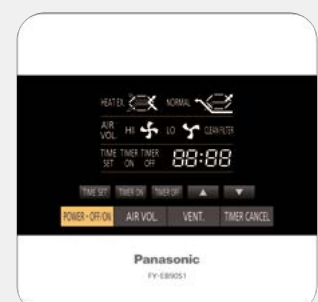 HEAT EX. NORMAL
AIR VOL. HI LO CLEAN FILTER
TIME SET TIMER ON TIMER OFF 88:88
TIME SET TIMER ON TIMER OFF ▲ ▼
POWER・OFF/ON AIR VOL. VENT. TIMER CANCEL
Panasonic
FY-EB9051